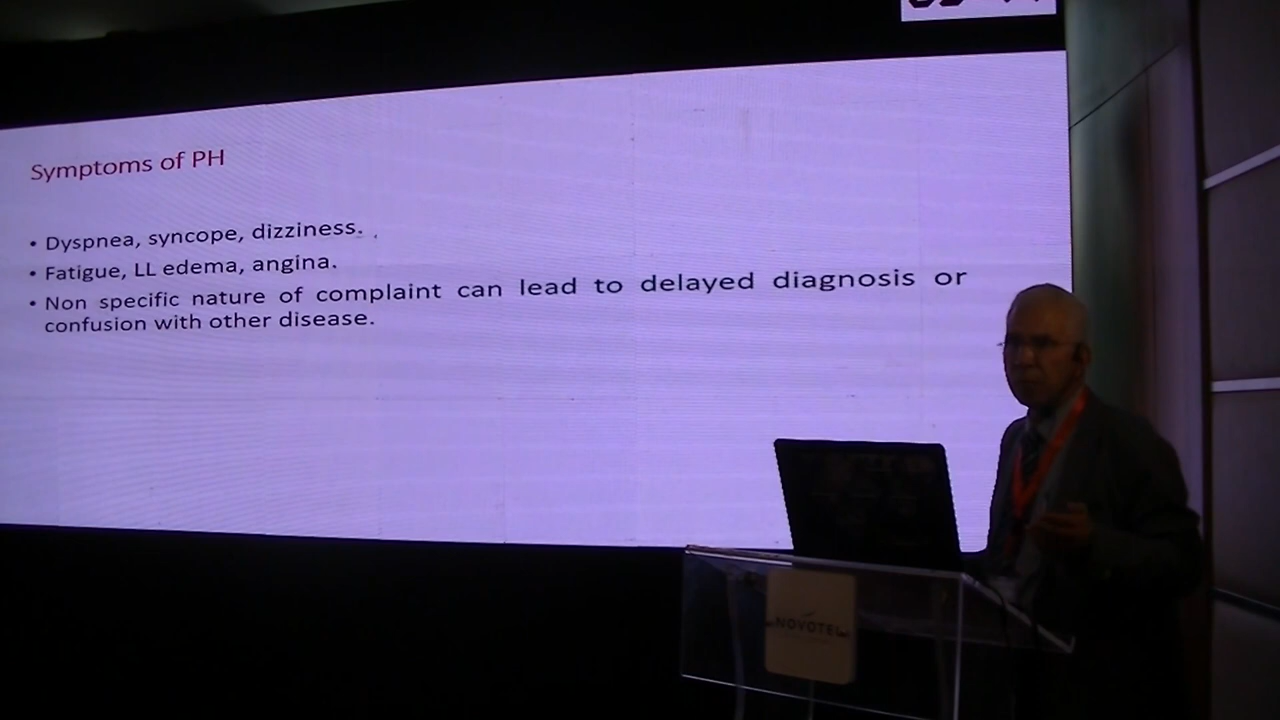 Symptoms of PH
• Dyspnea, syncope, dizziness.
• Fatigue, LL edema, angina.
• Non specific nature of complaint can lead to delayed diagnosis or
confusion with other disease.
NOVOTEL